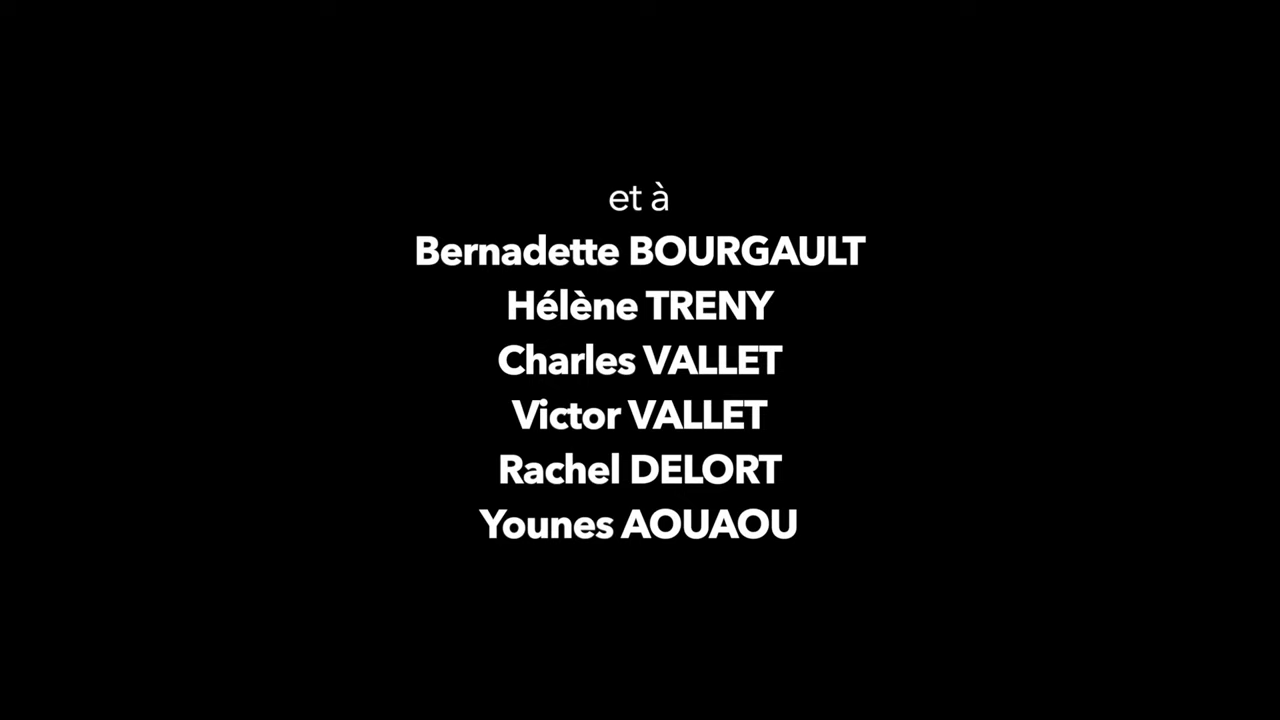 et à
Bernadette BOURGAULT
Hélène TRENY
Charles VALLET
Victor VALLET
Rachel DELORT
Younes AOUAOU